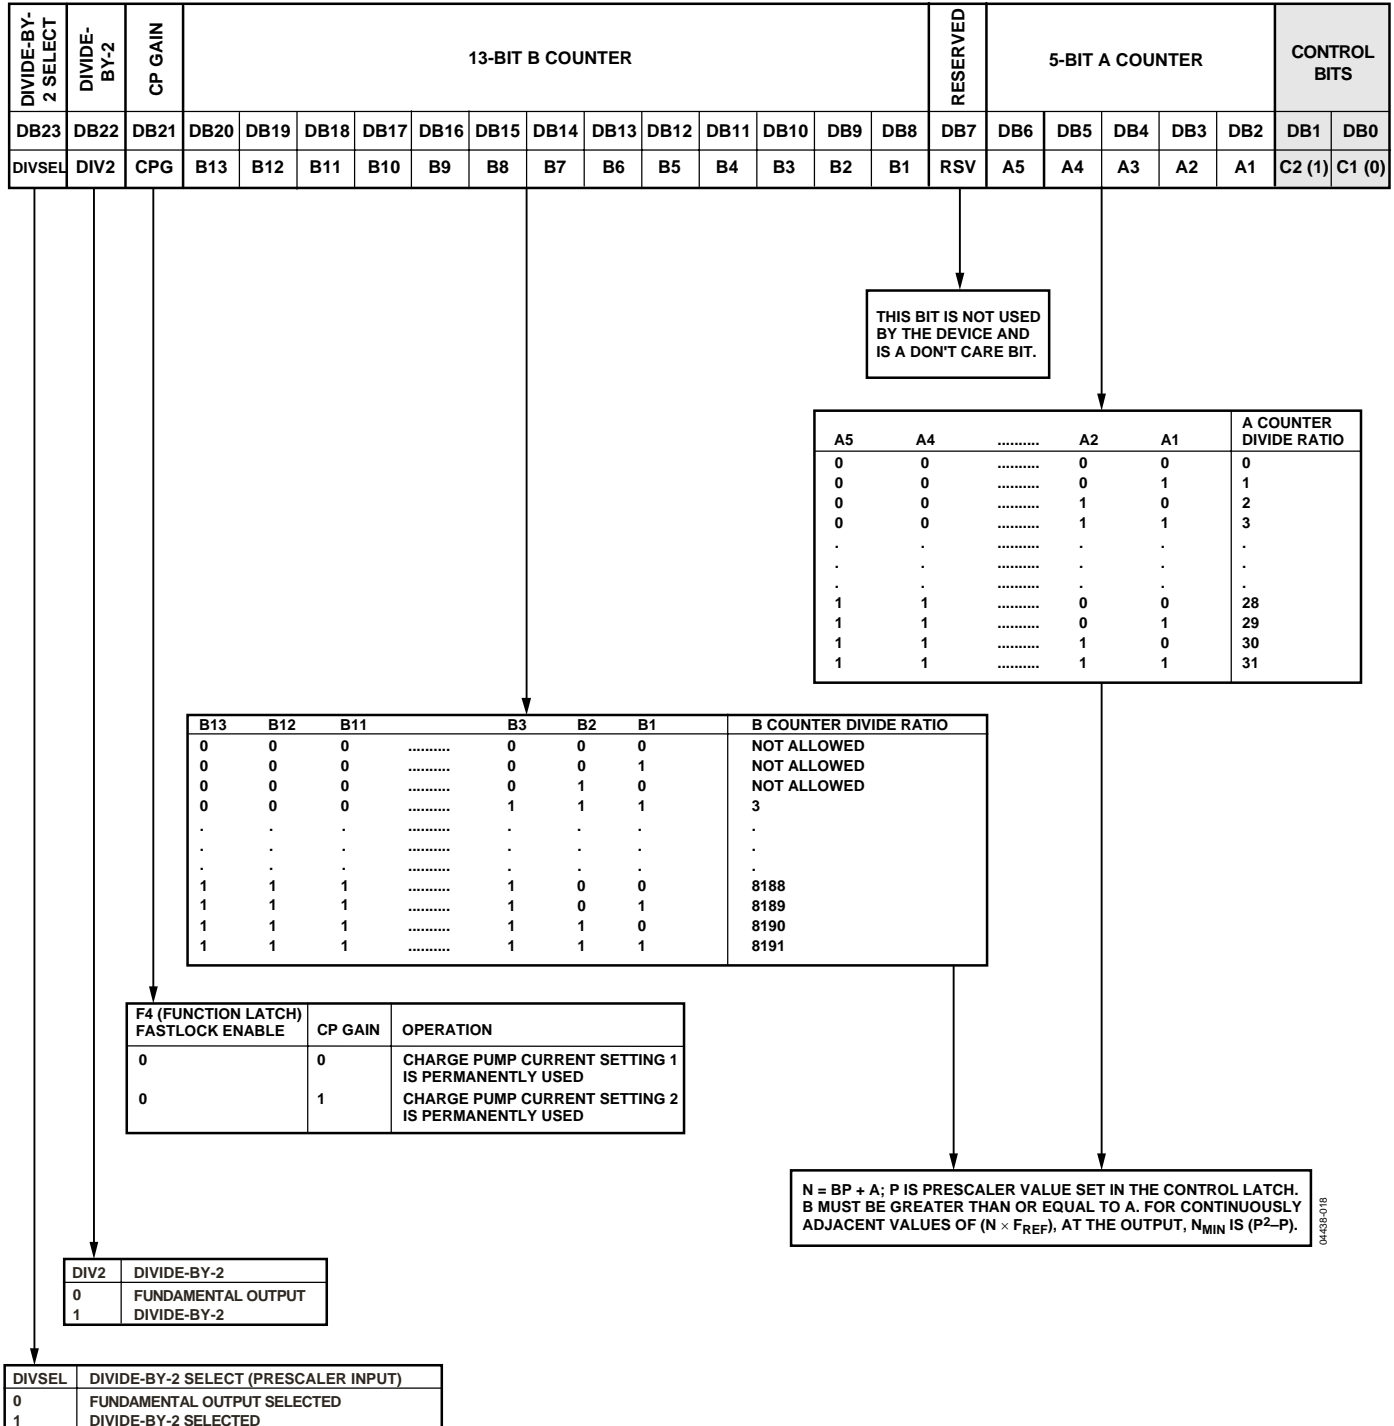 DIVIDE-BY-
2 SELECT
DIVIDE-
BY-2
CP GAIN
13-BIT B COUNTER
RESERVED
5-BIT A COUNTER
CONTROL
BITS
DB23 DB22 DB21 DB20 DB19 DB18 DB17 DB16 DB15 DB14 DB13 DB12 DB11 DB10 DB9 DB8 DB7 DB6 DB5 DB4 DB3 DB2 DB1 DB0
DIVSEL DIV2 CPG B13 B12 B11 B10 B9 B8 B7 B6 B5 B4 B3 B2 B1 RSV A5 A4 A3 A2 A1 C2 (1) C1 (0)
THIS BIT IS NOT USED
BY THE DEVICE AND
IS A DON'T CARE BIT.
A COUNTER
A5 A4 .......... A2 A1 DIVIDE RATIO
0 0 .......... 0 0 0
0 0 .......... 0 1 1
0 0 .......... 1 0 2
0 0 .......... 1 1 3
. . .......... . . .
. . .......... . . .
. . .......... . . .
1 1 .......... 0 0 28
1 1 .......... 0 1 29
1 1 .......... 1 0 30
1 1 .......... 1 1 31
B13 B12 B11 B3 B2 B1 B COUNTER DIVIDE RATIO
0 0 0 .......... 0 0 0 NOT ALLOWED
0 0 0 .......... 0 0 1 NOT ALLOWED
0 0 0 .......... 0 1 0 NOT ALLOWED
0 0 0 .......... 1 1 1 3
. . . .......... . . . .
. . . .......... . . . .
. . . .......... . . . .
1 1 1 .......... 1 0 0 8188
1 1 1 .......... 1 0 1 8189
1 1 1 .......... 1 1 0 8190
1 1 1 .......... 1 1 1 8191
F4 (FUNCTION LATCH)
FASTLOCK ENABLE CP GAIN OPERATION
0 0 CHARGE PUMP CURRENT SETTING 1
IS PERMANENTLY USED
0 1 CHARGE PUMP CURRENT SETTING 2
IS PERMANENTLY USED
N = BP + A; P IS PRESCALER VALUE SET IN THE CONTROL LATCH.
B MUST BE GREATER THAN OR EQUAL TO A. FOR CONTINUOUSLY
ADJACENT VALUES OF (N × FREF), AT THE OUTPUT, NMIN IS (P²–P).
04438-018
DIV2 DIVIDE-BY-2
0 FUNDAMENTAL OUTPUT
1 DIVIDE-BY-2
DIVSEL DIVIDE-BY-2 SELECT (PRESCALER INPUT)
0 FUNDAMENTAL OUTPUT SELECTED
1 DIVIDE-BY-2 SELECTED